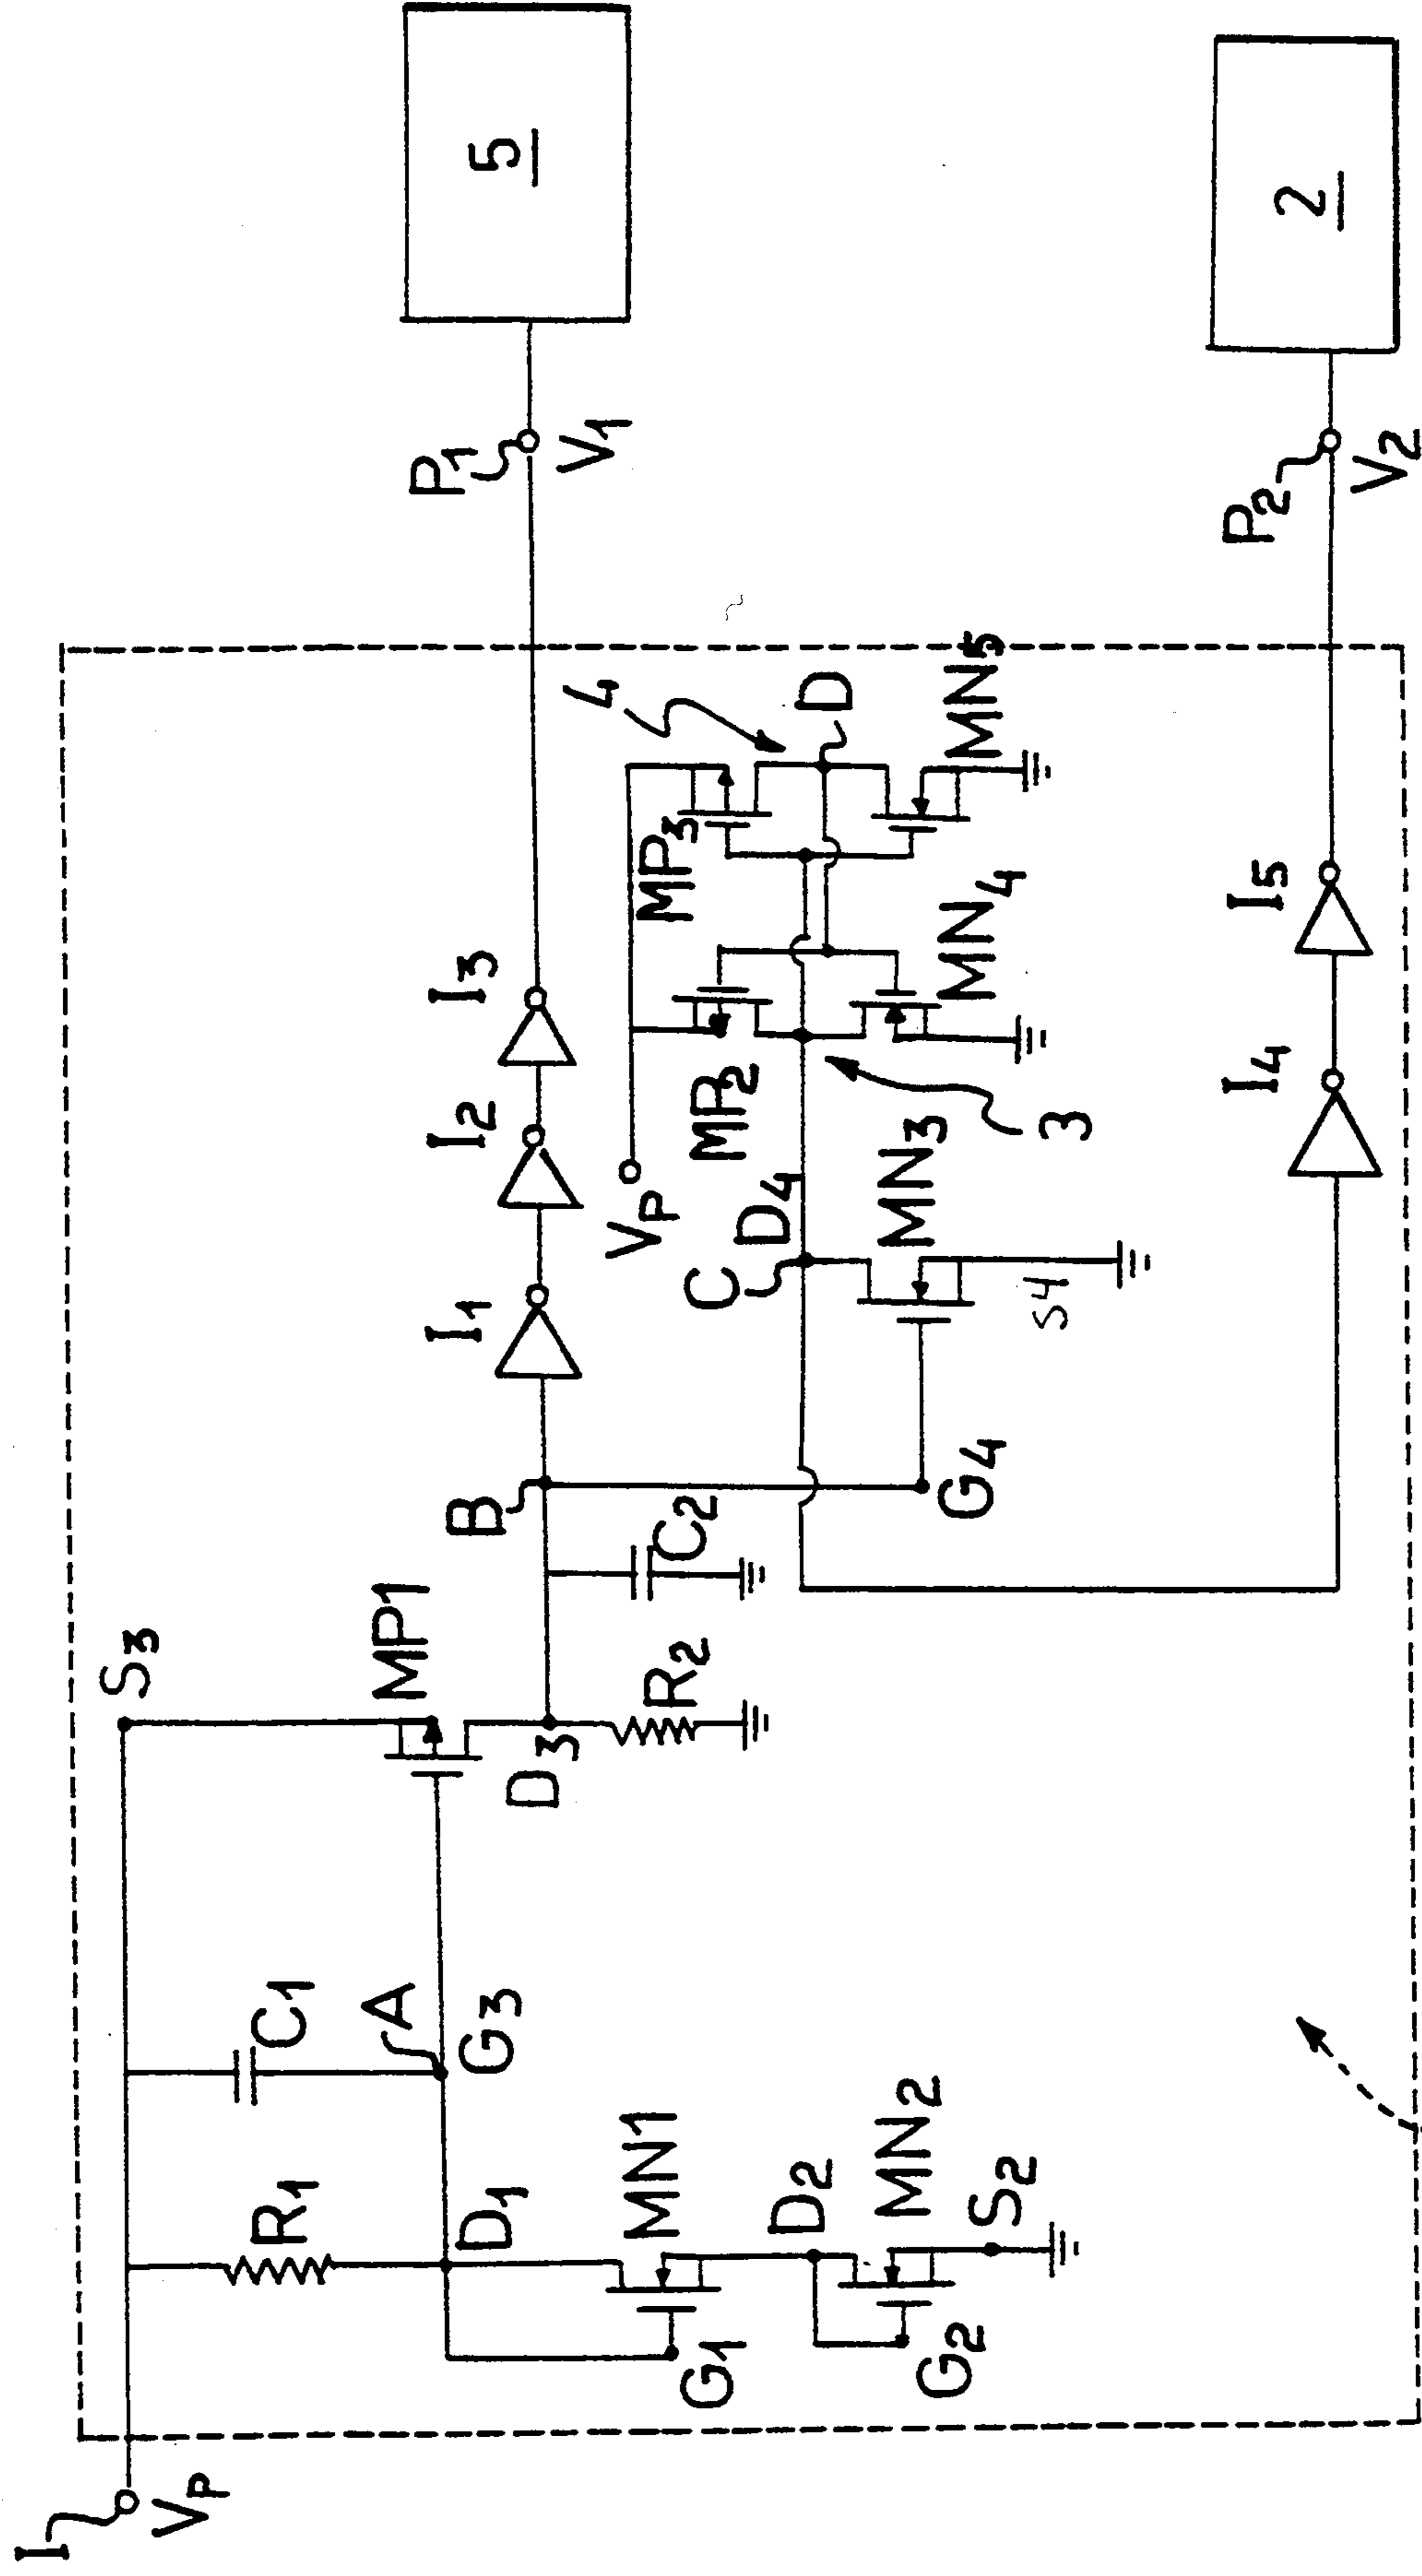 I
VP
R1
C1
A
D1
G3
MN1
G1
D2
MN2
G2
S2
S3
MP1
D3
R2
C2
B
G4
I1
I2
I3
VP
C
D4
MN3
S4
MP2
MN4
3
MP3
MN5
4
D
I4
I5
P1
V1
5
P2
V2
2